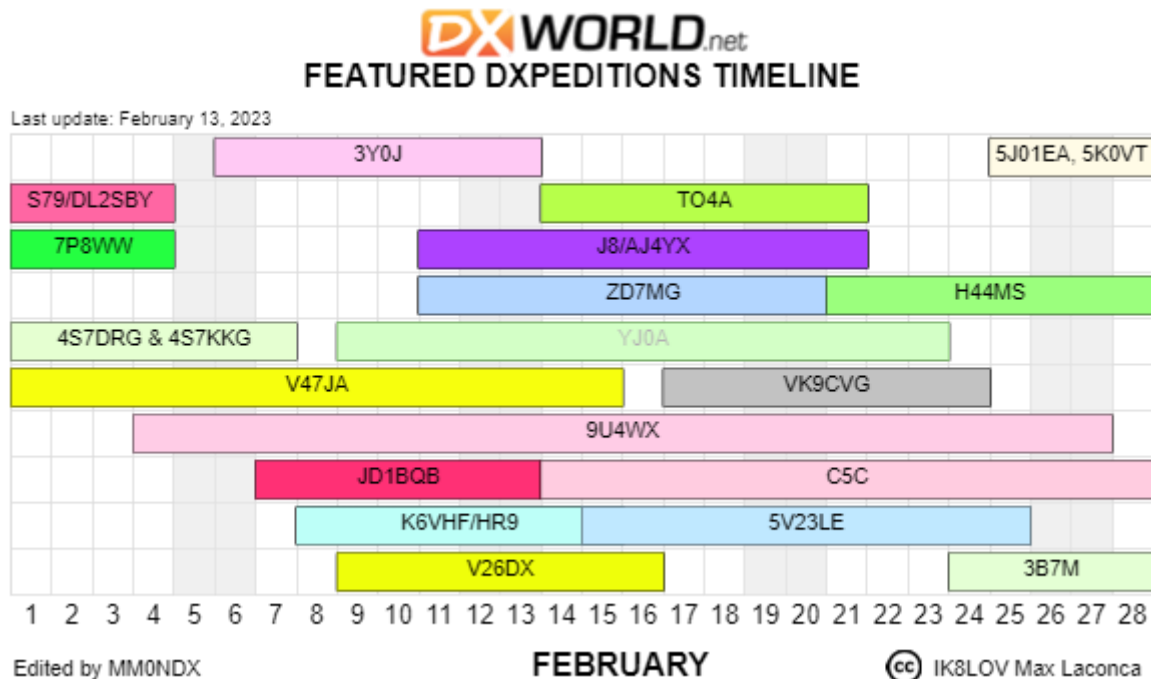 DX WORLD.net
FEATURED DXPEDITIONS TIMELINE
Last update: February 13, 2023
3Y0J 5J01EA, 5K0VT
S79/DL2SBY TO4A
7P8WW J8/AJ4YX
ZD7MG H44MS
4S7DRG & 4S7KKG YJ0A
V47JA VK9CVG
9U4WX
JD1BQB C5C
K6VHF/HR9 5V23LE
V26DX 3B7M
1 2 3 4 5 6 7 8 9 10 11 12 13 14 15 16 17 18 19 20 21 22 23 24 25 26 27 28
Edited by MM0NDX FEBRUARY cc IK8LOV Max Laconca